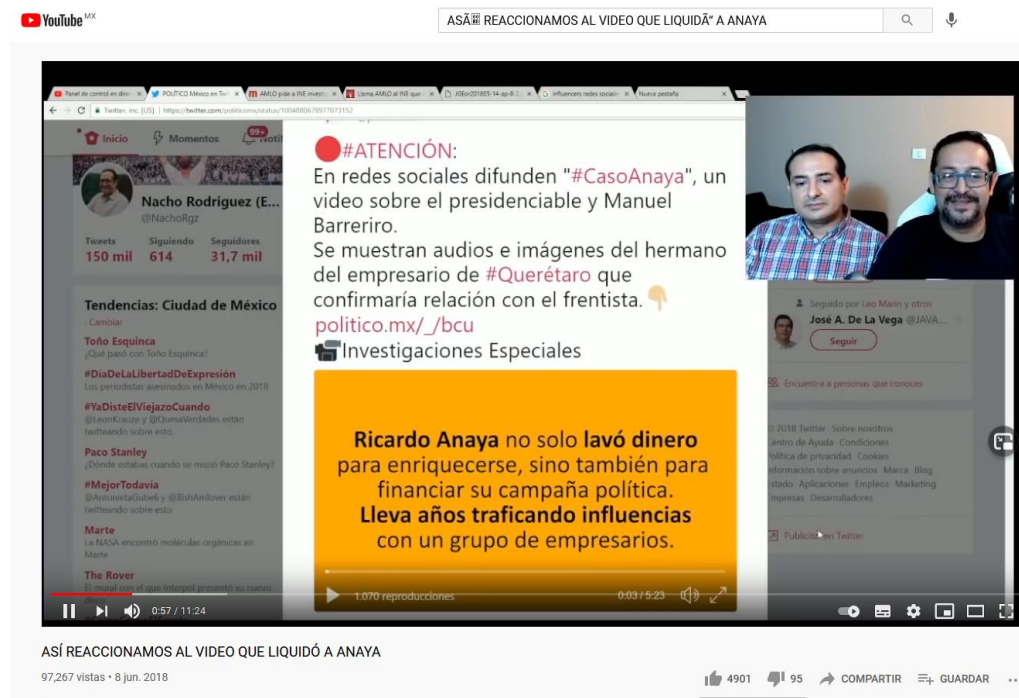 YouTube MX
ASÃ REACCIONAMOS AL VIDEO QUE LIQUIDÃ“ A ANAYA
Panel de control en direc
POLÍTICO México en Twi
AMLO pide a INE investi
Llama AMLO al INE que
influencers redes sociale
Nueva pestaña
Twitter, Inc. [US] https://twitter.com/politicomx/status/1004880678977073152
Inicio
Momentos
99+
Notif
Nacho Rodriguez (E...
@NachoRgz
Tweets Siguiendo Seguidores
150 mil 614 31,7 mil
Tendencias: Ciudad de México
· Cambiar
Toño Esquinca
¿Qué pasó con Toño Esquinca!
#DíaDeLaLibertadDeExpresión
Los periodistas asesinados en México en 2018
#YaDisteElViejazoCuando
@LeonKrauze y @QuesaVerdades están
twitteando sobre esto
Paco Stanley
¿Dónde estabas cuando se murió Paco Stanley?
#MejorTodavía
@AntonietaGutie6 y @BishAmlover están
twitteando sobre esto
Marte
La NASA encontró moléculas orgánicas en
Marte
The Rover
El mural con el que Interpol presentó su nuevo
#ATENCIÓN:
En redes sociales difunden "#CasoAnaya", un
video sobre el presidenciable y Manuel
Barreriro.
Se muestran audios e imágenes del hermano
del empresario de #Querétaro que
confirmaría relación con el frentista.
politico.mx/_/bcu
Investigaciones Especiales
Ricardo Anaya no solo lavó dinero
para enriquecerse, sino también para
financiar su campaña política.
Lleva años traficando influencias
con un grupo de empresarios.
1.070 reproducciones
0:03 / 5:23
Seguido por Leo Marin y otros
José A. De La Vega @JAVA...
Seguir
Encuentra a personas que conoces
© 2018 Twitter Sobre nosotros
Centro de Ayuda Condiciones
Política de privacidad Cookies
Información sobre anuncios Marca Blog
Estado Aplicaciones Empleos Marketing
Empresas Desarrolladores
Publicita en Twitter
0:57 / 11:24
ASÍ REACCIONAMOS AL VIDEO QUE LIQUIDÓ A ANAYA
97,267 vistas • 8 jun. 2018
4901
95
COMPARTIR
GUARDAR